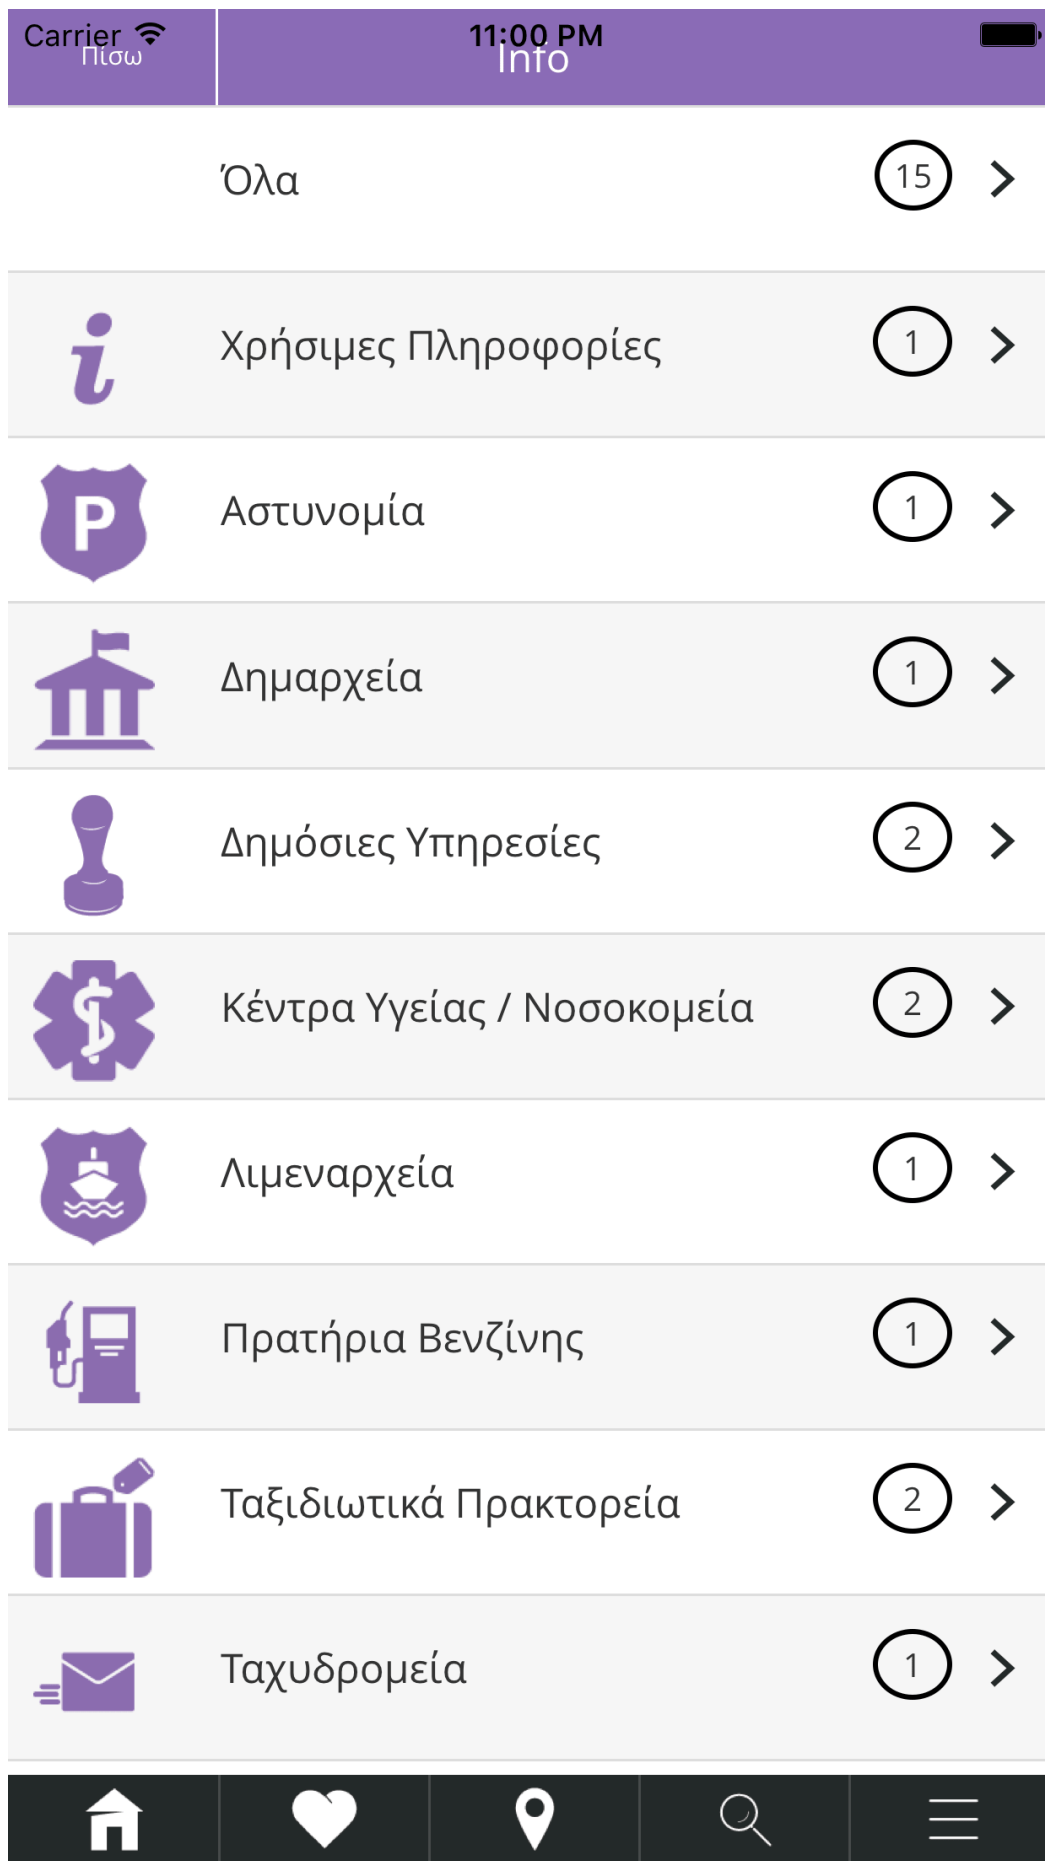 Carrier 11:00 PM
Πίσω Info
Όλα 15
Χρήσιμες Πληροφορίες 1
P Αστυνομία 1
Δημαρχεία 1
Δημόσιες Υπηρεσίες 2
Κέντρα Υγείας / Νοσοκομεία 2
Λιμεναρχεία 1
Πρατήρια Βενζίνης 1
Ταξιδιωτικά Πρακτορεία 2
Ταχυδρομεία 1